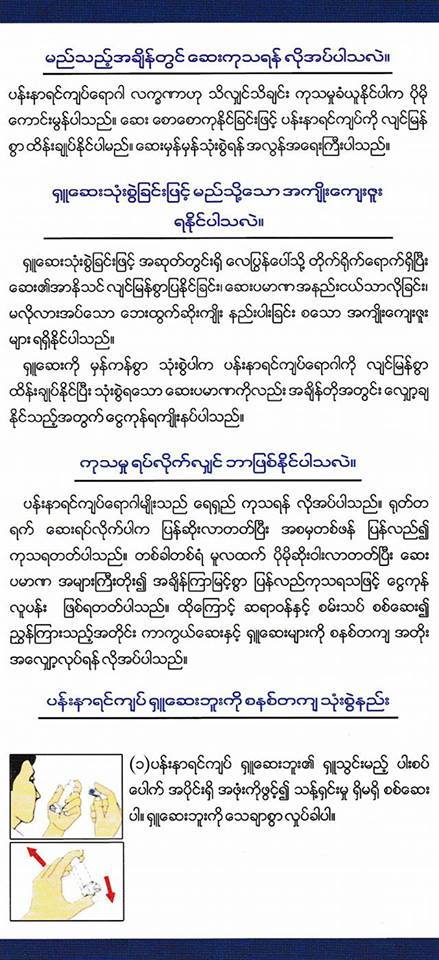 မည်သည့်အချိန်တွင် ဆေးကုသရန် လိုအပ်ပါသလဲ။
ပန်းနာရင်ကျပ်ရောဂါ လက္ခဏာဟု သိလျှင်သိချင်း ကုသမှုခံယူနိုင်ပါက ပိုမို
ကောင်းမွန်ပါသည်။ ဆေး စောစောကုနိုင်ခြင်းဖြင့် ပန်းနာရင်ကျပ်ကို လျင်မြန်
စွာ ထိန်းချုပ်နိုင်ပါမည်။ ဆေးမှန်မှန်သုံးစွဲရန် အလွန်အရေးကြီးပါသည်။
ရှူဆေးသုံးစွဲခြင်းဖြင့် မည်သို့သော အကျိုးကျေးဇူး
ရနိုင်ပါသလဲ။
ရှူဆေးသုံးစွဲခြင်းဖြင့် အဆုတ်တွင်းရှိ လေပြွန်ပေါ်သို့ တိုက်ရိုက်ရောက်ရှိပြီး
ဆေး၏အာနိသင် လျင်မြန်စွာပြနိုင်ခြင်း၊ ဆေးပမာဏအနည်းငယ်သာလိုခြင်း၊
မလိုလားအပ်သော ဘေးထွက်ဆိုးကျိုး နည်းပါးခြင်း စသော အကျိုးကျေးဇူး
များ ရရှိနိုင်ပါသည်။
ရှူဆေးကို မှန်ကန်စွာ သုံးစွဲပါက ပန်းနာရင်ကျပ်ရောဂါကို လျင်မြန်စွာ
ထိန်းချုပ်နိုင်ပြီး သုံးစွဲရသော ဆေးပမာဏကိုလည်း အချိန်တိုအတွင်း လျှော့ချ
နိုင်သည့်အတွက် ငွေကုန်ရကျိုးနပ်ပါသည်။
ကုသမှု ရပ်လိုက်လျှင် ဘာဖြစ်နိုင်ပါသလဲ။
ပန်းနာရင်ကျပ်ရောဂါမျိုးသည် ရေရှည် ကုသရန် လိုအပ်ပါသည်။ ရုတ်တ
ရက် ဆေးရပ်လိုက်ပါက ပြန်ဆိုးလာတတ်ပြီး အစမှတစ်ဖန် ပြန်လည်၍
ကုသရတတ်ပါသည်။ တစ်ခါတစ်ရံ မူလထက် ပိုမိုဆိုးဝါးလာတတ်ပြီး ဆေး
ပမာဏ အများကြီးတိုး၍ အချိန်ကြာမြင့်စွာ ပြန်လည်ကုသရသဖြင့် ငွေကုန်
လူပန်း ဖြစ်ရတတ်ပါသည်။ ထို့ကြောင့် ဆရာဝန်နှင့် စမ်းသပ် စစ်ဆေး၍
ညွှန်ကြားသည့်အတိုင်း ကာကွယ်ဆေးနှင့် ရှူဆေးများကို စနစ်တကျ အတိုး
အလျှော့လုပ်ရန် လိုအပ်ပါသည်။
ပန်းနာရင်ကျပ် ရှူဆေးဘူးကို စနစ်တကျ သုံးစွဲနည်း
(၁)ပန်းနာရင်ကျပ် ရှူဆေးဘူး၏ ရှူသွင်းမည့် ပါးစပ်
ပေါက် အပိုင်းရှိ အဖုံးကိုဖွင့်၍ သန့်ရှင်းမှု ရှိမရှိ စစ်ဆေး
ပါ။ ရှူဆေးဘူးကို သေချာစွာ လှုပ်ခါပါ။